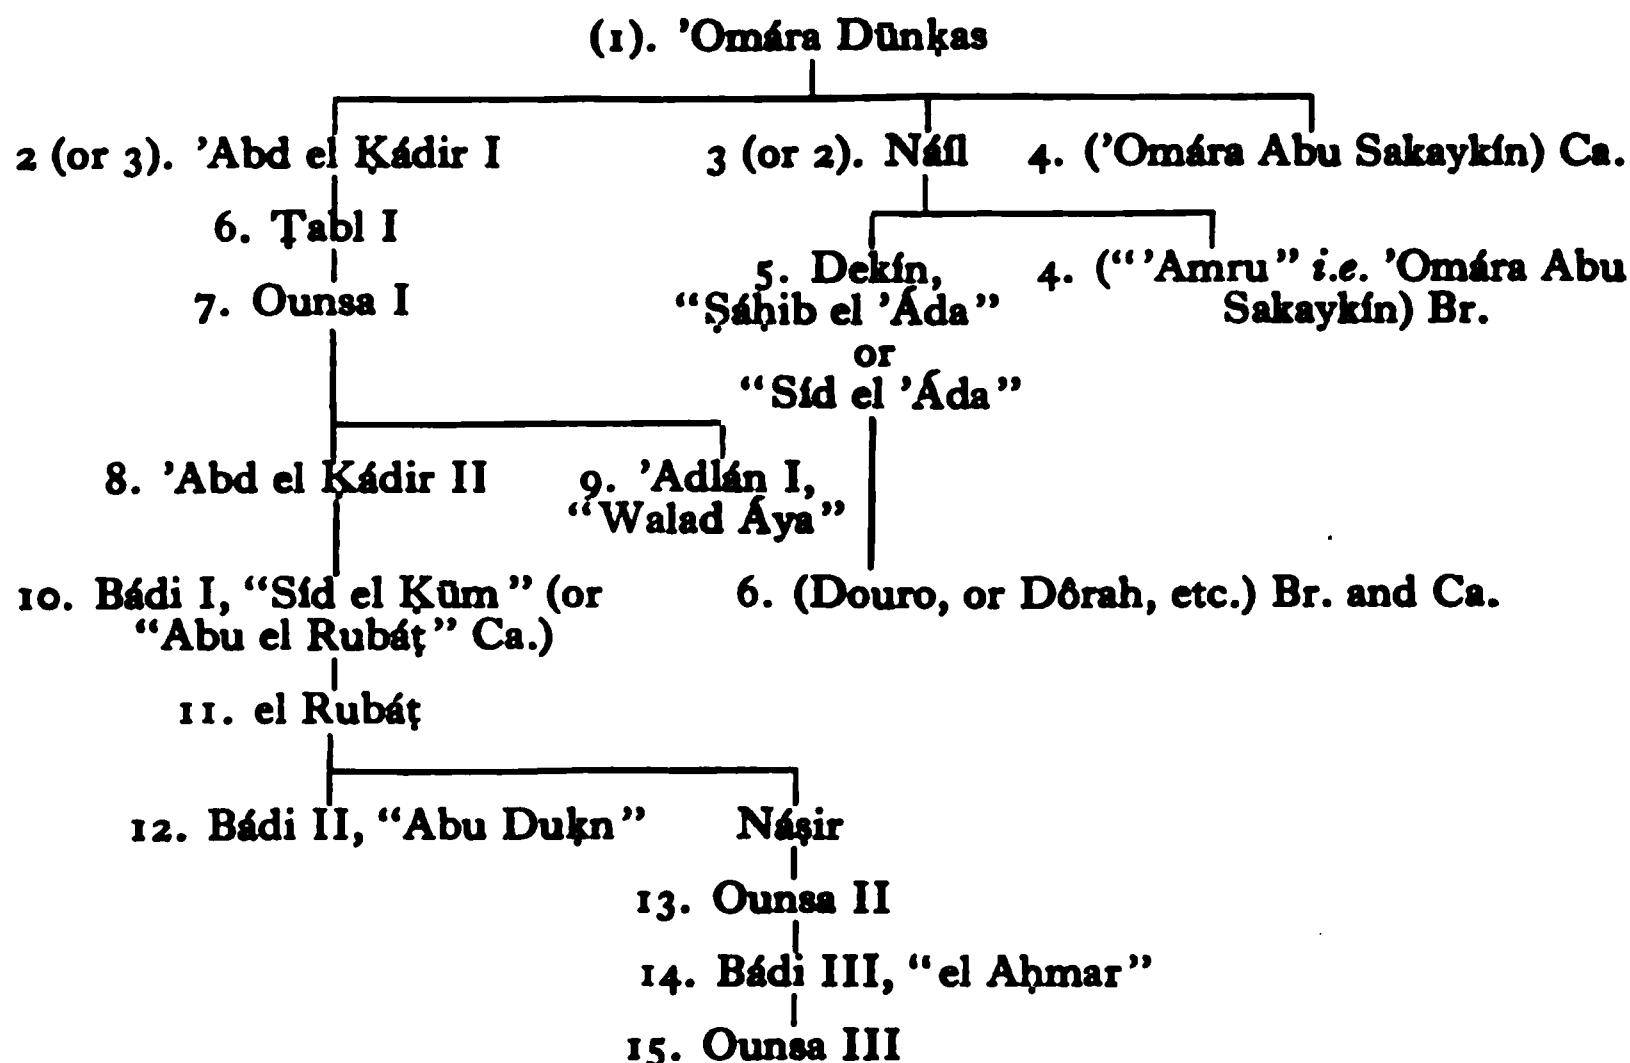 (1). ’Omára Dūnḳas
2 (or 3). ’Abd el Ḳádir I 3 (or 2). Náíl 4. (’Omára Abu Sakaykín) Ca.
6. Ṭabl I
5. Dekín, 4. (“’Amru” i.e. ’Omára Abu
7. Ounsa I “Ṣáḥib el ’Áda” Sakaykín) Br.
or
“Síd el ’Áda”
8. ’Abd el Ḳádir II 9. ’Adlán I,
“Walad Áya”
10. Bádi I, “Síd el Ḳūm” (or 6. (Douro, or Dôrah, etc.) Br. and Ca.
“Abu el Rubáṭ” Ca.)
11. el Rubáṭ
12. Bádi II, “Abu Duḳn” Náṣir
13. Ounsa II
14. Bádi III, “el Aḥmar”
15. Ounsa III